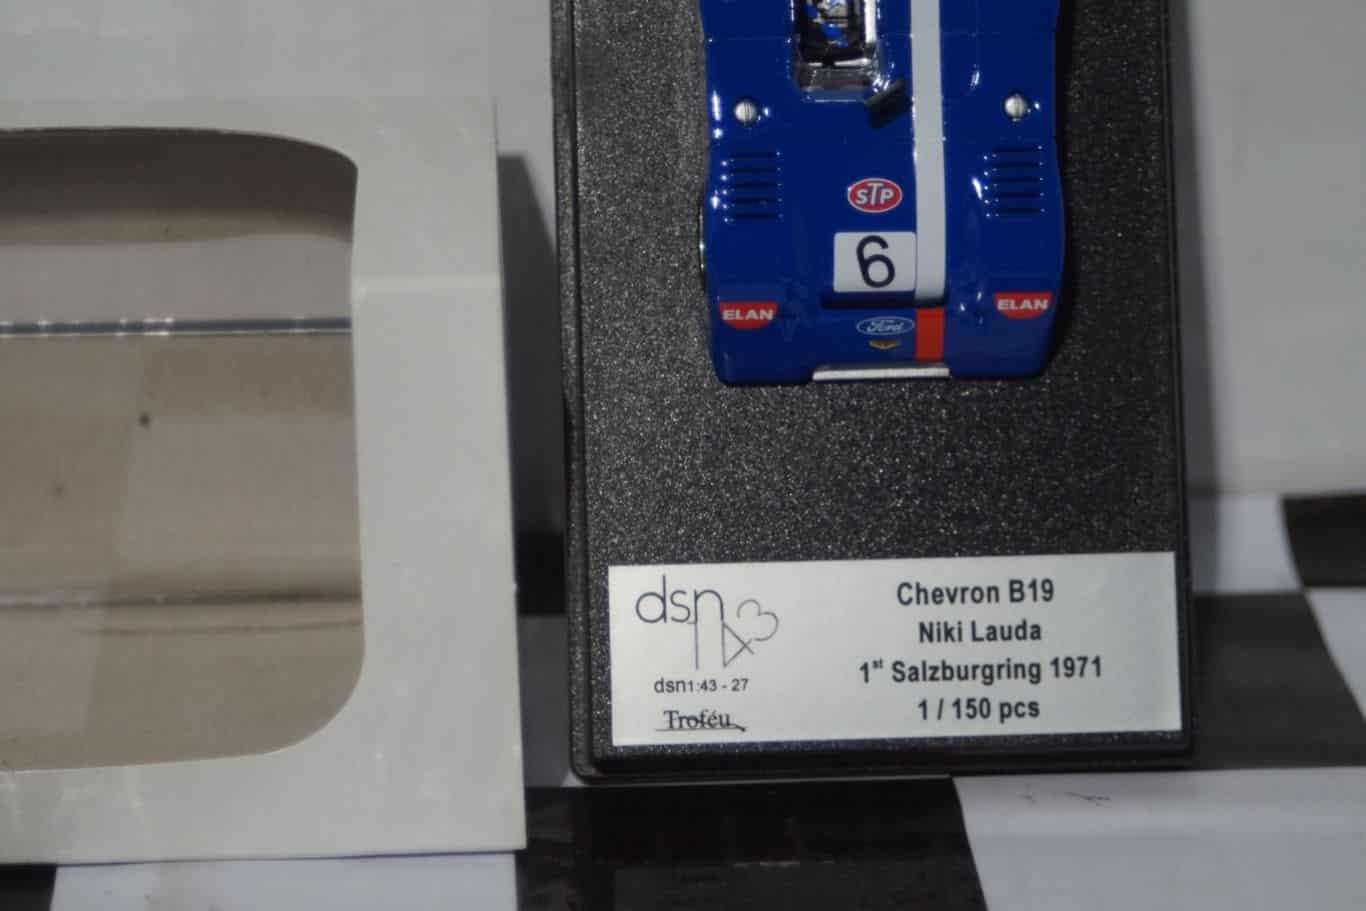 STP
6
ELAN
ELAN
Ford
dsn
43
Chevron B19
Niki Lauda
1st Salzburgring 1971
1 / 150 pcs
dsn1:43 - 27
Troféu